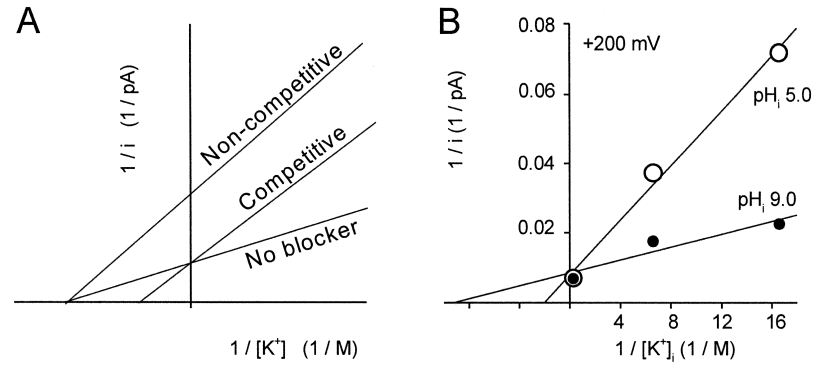 A
1 / i (1 / pA)
Non-competitive
Competitive
No blocker
1 / [K⁺] (1 / M)
B
+200 mV
1 / i (1 / pA)
0.08
0.06
0.04
0.02
pHᵢ 5.0
pHᵢ 9.0
4 8 12 16
1 / [K⁺]ᵢ (1 / M)